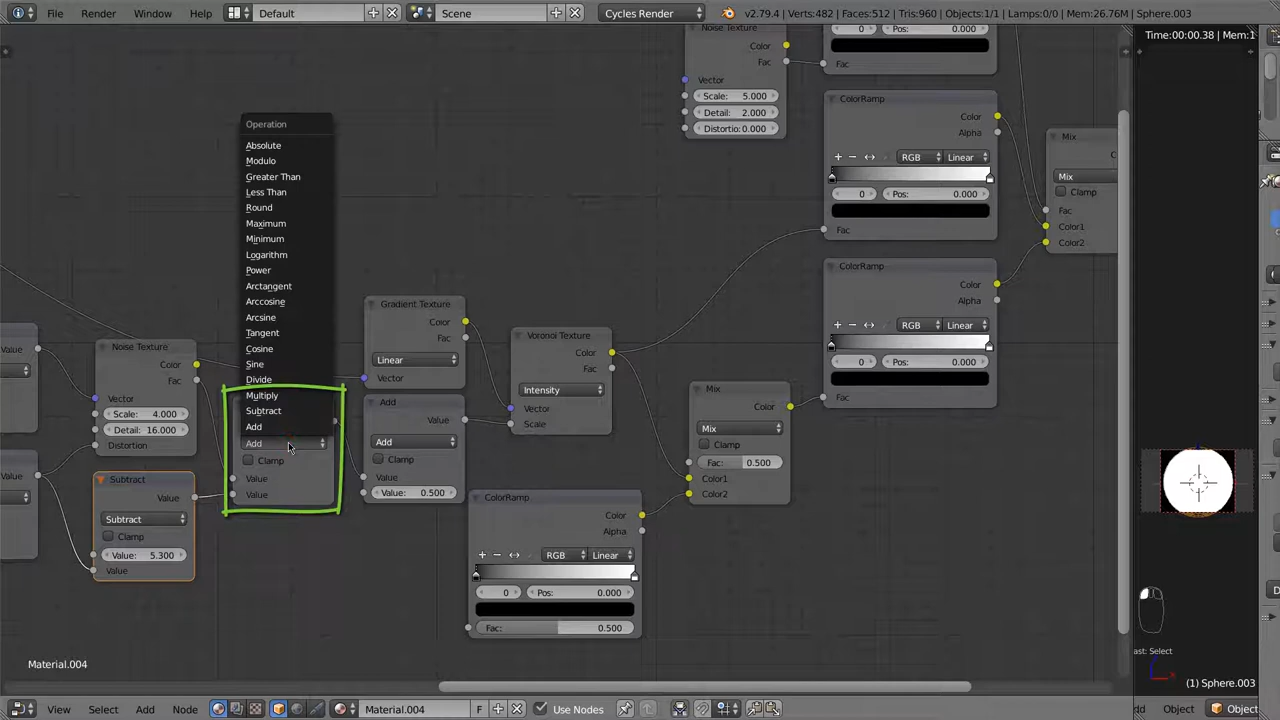 File Render Window Help Default Scene Cycles Render v2.79.4 | Verts:482 | Faces:512 | Tris:960 | Objects:1/1 | Lamps:0/0 | Mem:26.76M | Sphere.003
Time:00:00.38 | Mem:1
Noise Texture
Color
Fac
Vector
Scale: 5.000
Detail: 2.000
Distortio: 0.000
0 Pos: 0.000
Fac
ColorRamp
Color
Alpha
RGB Linear
0 Pos: 0.000
Fac
Mix
C
Mix
Clamp
Fac
Color1
Color2
ColorRamp
Color
Alpha
RGB Linear
0 Pos: 0.000
Fac
Operation
Absolute
Modulo
Greater Than
Less Than
Round
Maximum
Minimum
Logarithm
Power
Arctangent
Arccosine
Arcsine
Tangent
Cosine
Sine
Divide
Multiply
Subtract
Add
Add
Clamp
Value
Value
Value
Value
Noise Texture
Color
Fac
Vector
Scale: 4.000
Detail: 16.000
Distortion
Subtract
Value
Subtract
Clamp
Value: 5.300
Value
Gradient Texture
Color
Fac
Linear
Vector
Add
Value
Add
Clamp
Value
Value: 0.500
Voronoi Texture
Color
Fac
Intensity
Vector
Scale
Mix
Color
Mix
Clamp
Fac: 0.500
Color1
Color2
ColorRamp
Color
Alpha
RGB Linear
0 Pos: 0.000
Fac: 0.500
Material.004
ast: Select
(1) Sphere.003
View Select Add Node Material.004 F Use Nodes
dd Object Object